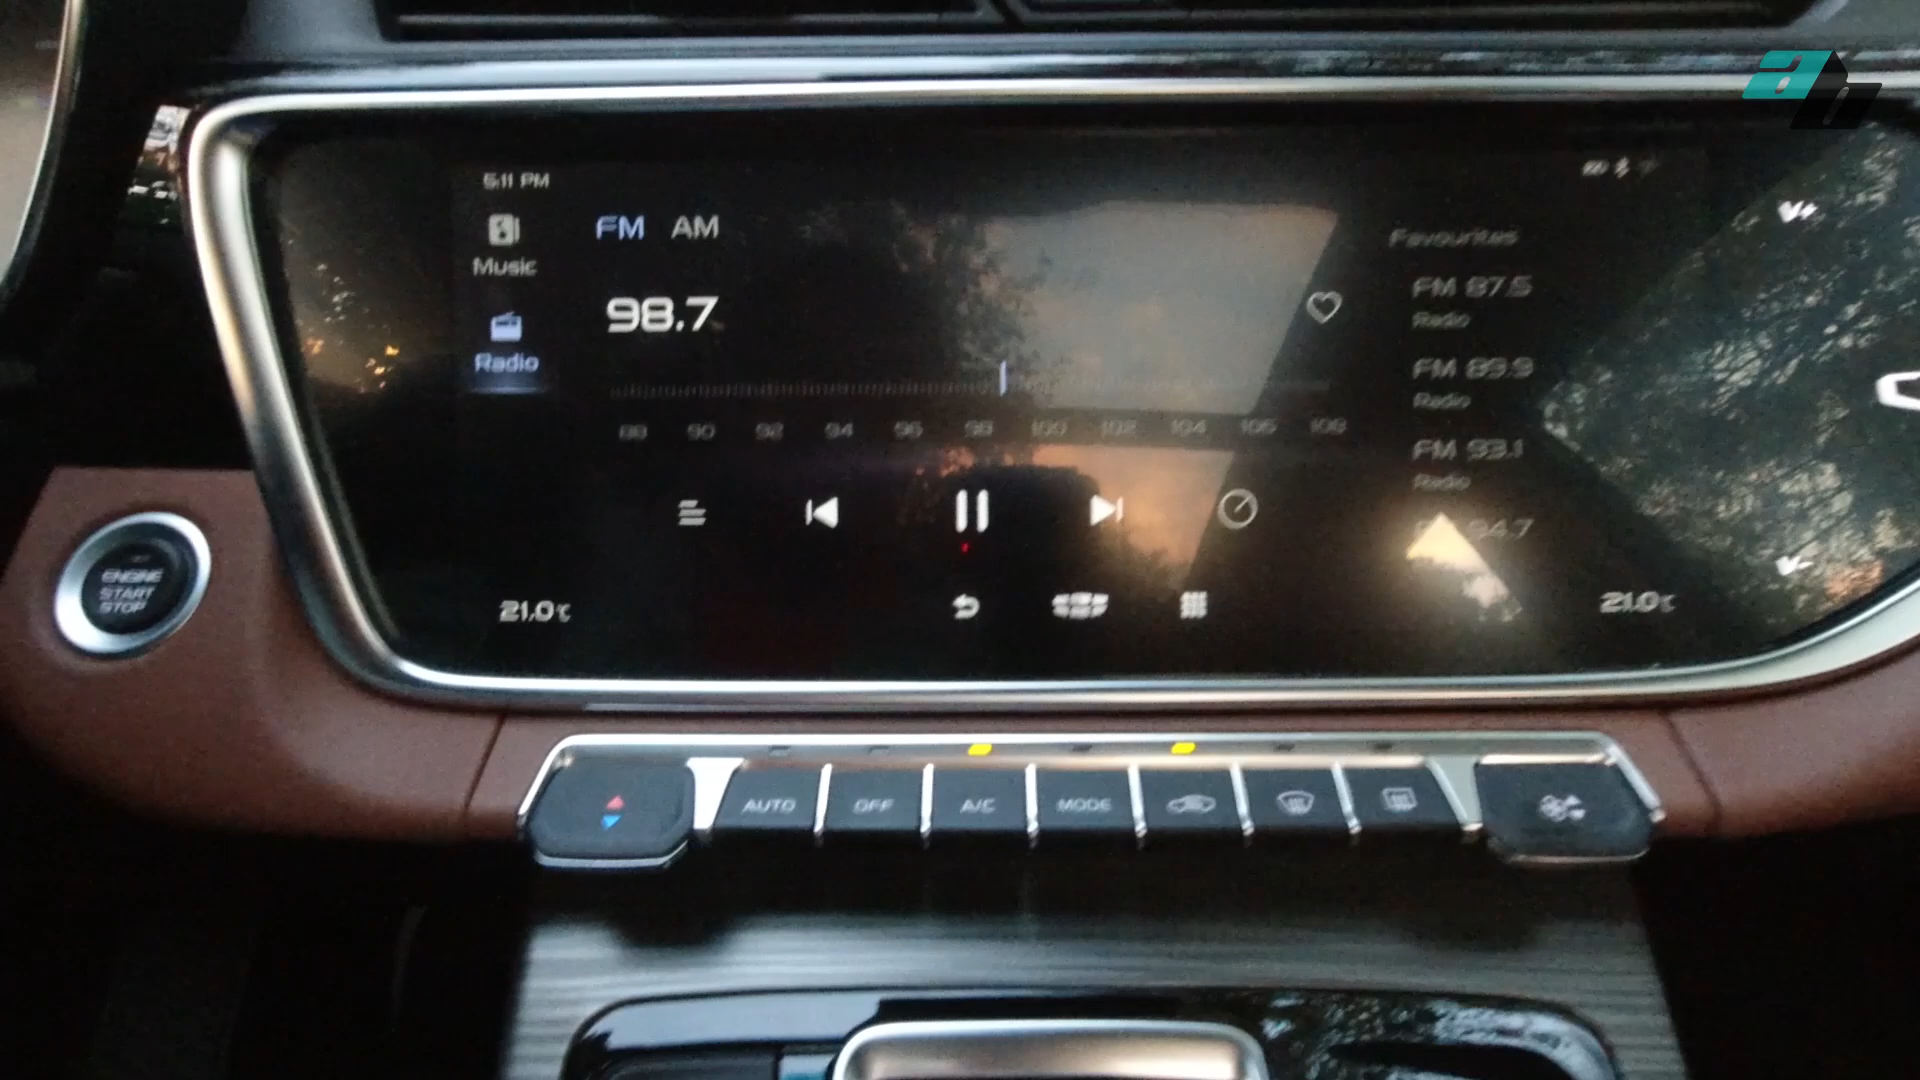 5:11 PM
Music
Radio
FM AM
98.7
88 90 92 94 96 98 100 102 104 106 108
Favourites
FM 87.5
Radio
FM 89.9
Radio
FM 93.1
Radio
94.7
V+
V-
21.0°C
21.0°C
ENGINE
START
STOP
AUTO
OFF
A/C
MODE
ab